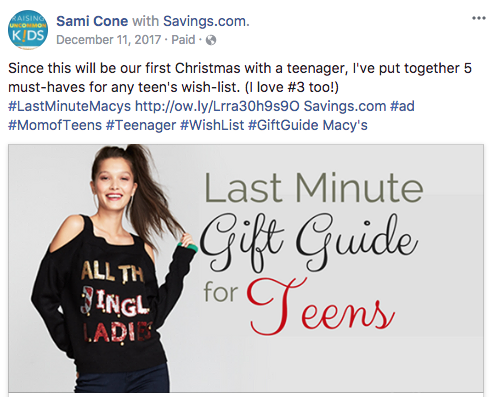 RAISING
UNCOMMON
KIDS
Sami Cone with Savings.com.
December 11, 2017 · Paid ·
Since this will be our first Christmas with a teenager, I've put together 5
must-haves for any teen's wish-list. (I love #3 too!)
#LastMinuteMacys http://ow.ly/Lrra30h9s9O Savings.com #ad
#MomofTeens #Teenager #WishList #GiftGuide Macy's
Last Minute
Gift Guide
for Teens
ALL TH
JINGL
LADIE